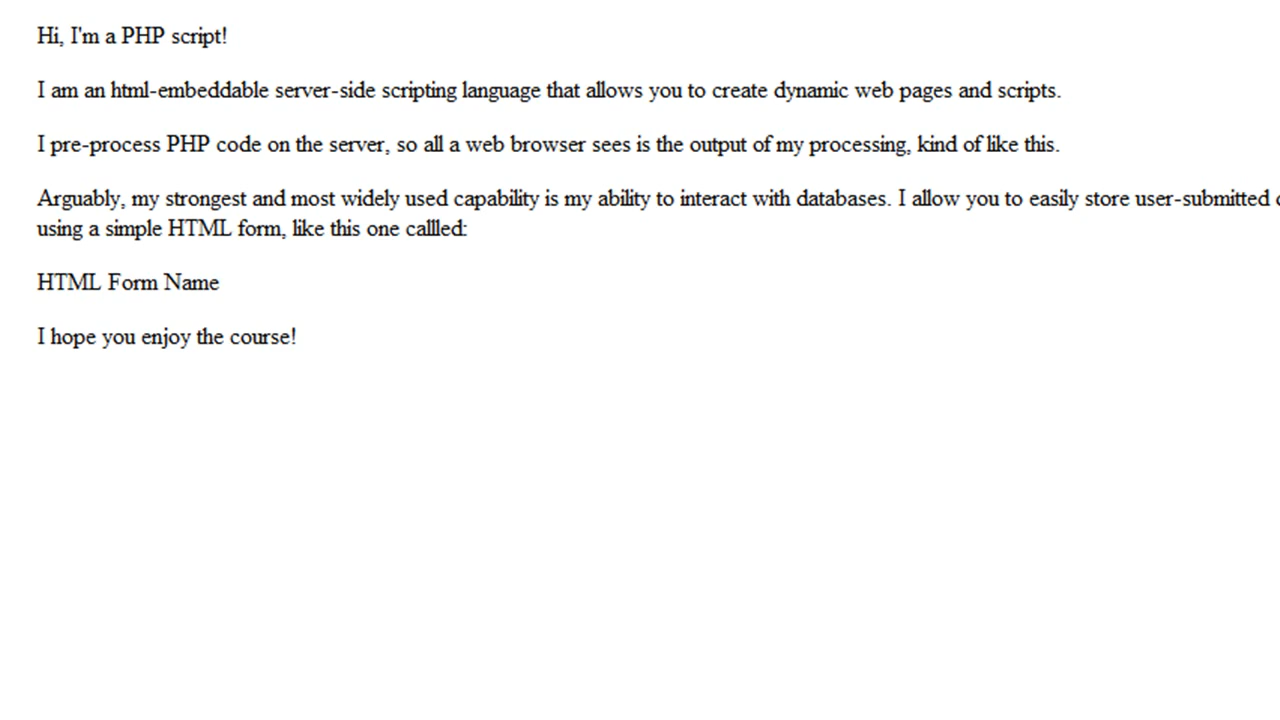 Hi, I'm a PHP script!
I am an html-embeddable server-side scripting language that allows you to create dynamic web pages and scripts.
I pre-process PHP code on the server, so all a web browser sees is the output of my processing, kind of like this.
Arguably, my strongest and most widely used capability is my ability to interact with databases. I allow you to easily store user-submitted
using a simple HTML form, like this one callled:
HTML Form Name
I hope you enjoy the course!